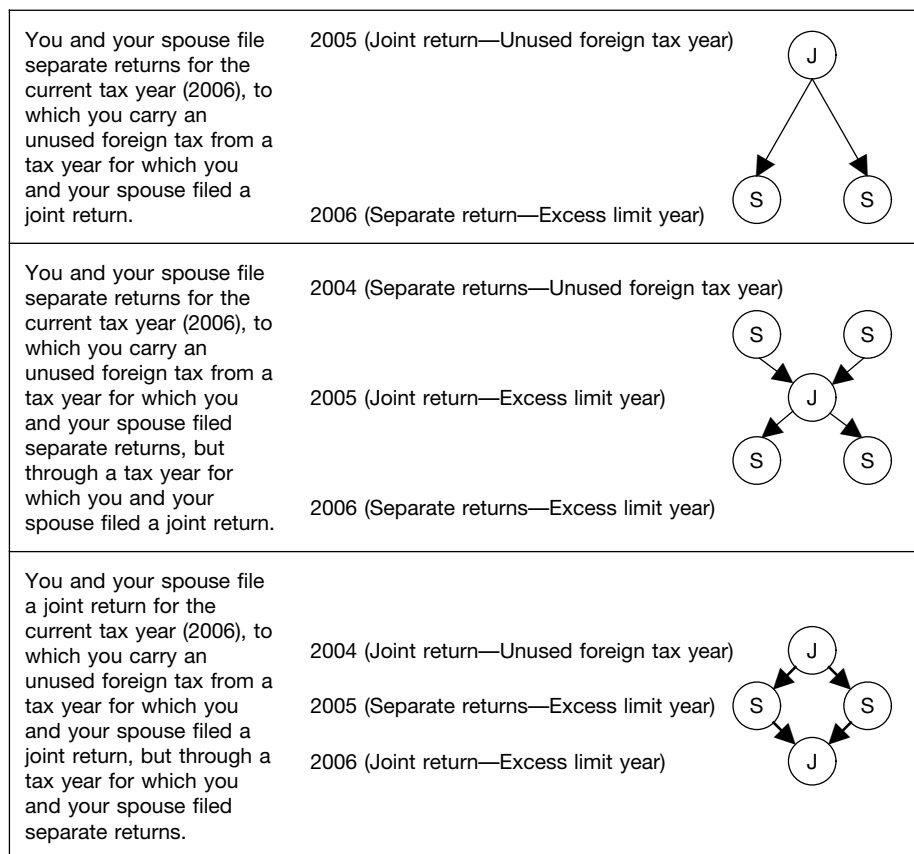 You and your spouse file
separate returns for the
current tax year (2006), to
which you carry an
unused foreign tax from a
tax year for which you
and your spouse filed a
joint return.
2005 (Joint return—Unused foreign tax year)
J
S S
2006 (Separate return—Excess limit year)
You and your spouse file
separate returns for the
current tax year (2006), to
which you carry an
unused foreign tax from a
tax year for which you
and your spouse filed
separate returns, but
through a tax year for
which you and your
spouse filed a joint return.
2004 (Separate returns—Unused foreign tax year)
S S
2005 (Joint return—Excess limit year)
J
S S
2006 (Separate returns—Excess limit year)
You and your spouse file
a joint return for the
current tax year (2006), to
which you carry an
unused foreign tax from a
tax year for which you
and your spouse filed a
joint return, but through a
tax year for which you
and your spouse filed
separate returns.
2004 (Joint return—Unused foreign tax year)
J
2005 (Separate returns—Excess limit year)
S S
2006 (Joint return—Excess limit year)
J